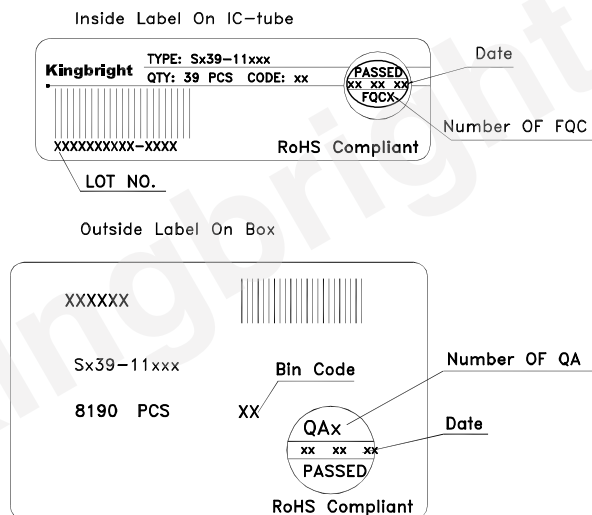 Inside Label On IC-tube
Kingbright
TYPE: Sx39-11xxx
QTY: 39 PCS CODE: xx
PASSED
xx xx xx
FQCX
Date
Number OF FQC
XXXXXXXXXX-XXXX
RoHS Compliant
LOT NO.
Outside Label On Box
XXXXXX
Sx39-11xxx
Bin Code
Number OF QA
8190 PCS
XX
QAx
Date
xx xx xx
PASSED
RoHS Compliant
Kingbright